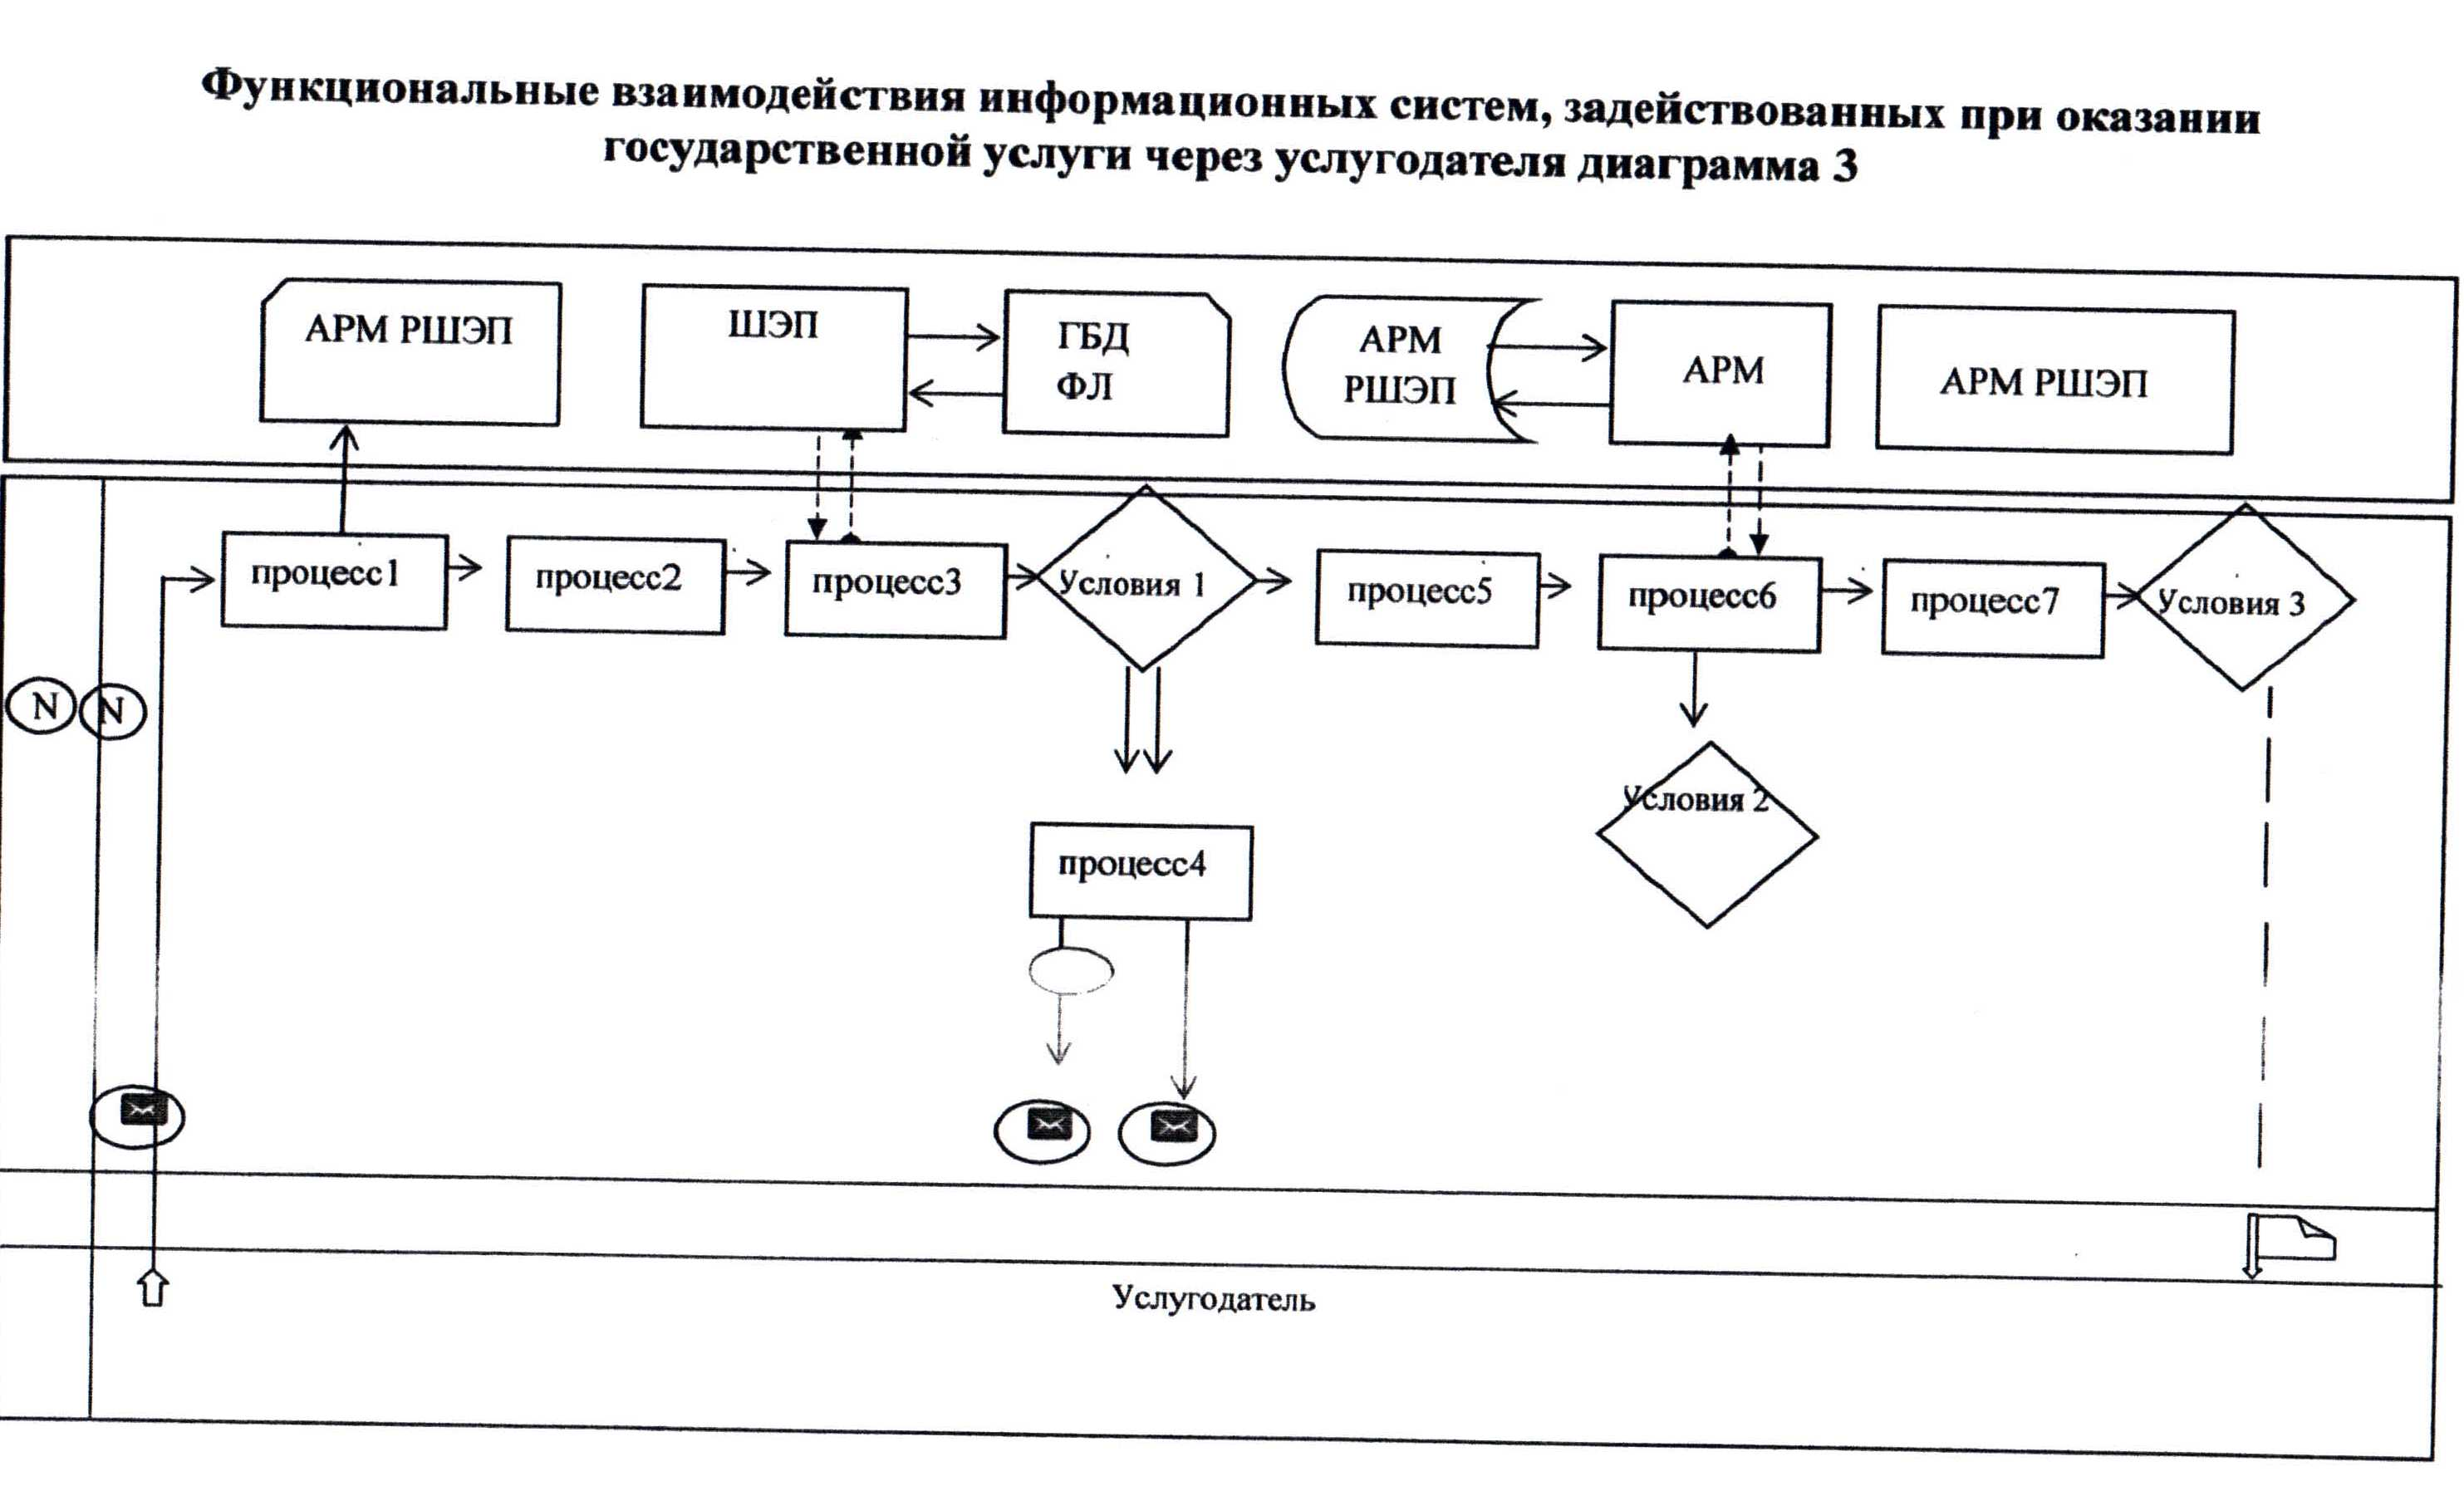 Функциональные взаимодействия информационных систем, задействованных при оказании
государственной услуги через услугодателя диаграмма 3
АРМ РШЭП
ШЭП
ГБД
ФЛ
АРМ
РШЭП
АРМ
АРМ РШЭП
процесс1
процесс2
процесс3
Условия 1
процесс5
процесс6
процесс7
Условия 3
N
N
Условия 2
процесс4
Услугодатель